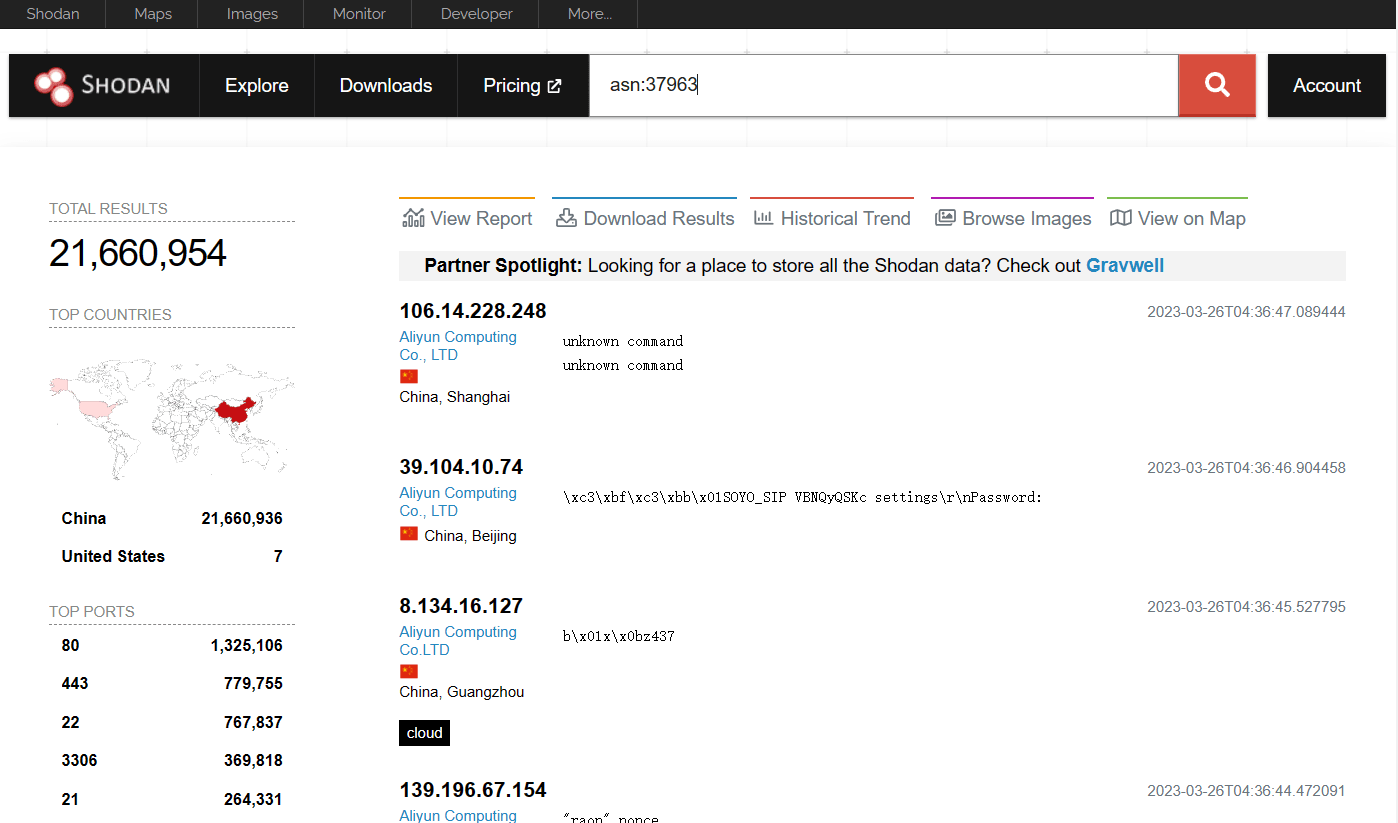 Shodan Maps Images Monitor Developer More...
SHODAN Explore Downloads Pricing asn:37963 Account
TOTAL RESULTS
21,660,954
TOP COUNTRIES
China 21,660,936
United States 7
TOP PORTS
80 1,325,106
443 779,755
22 767,837
3306 369,818
21 264,331
View Report Download Results Historical Trend Browse Images View on Map
Partner Spotlight: Looking for a place to store all the Shodan data? Check out Gravwell
106.14.228.248 2023-03-26T04:36:47.089444
Aliyun Computing
Co., LTD
China, Shanghai
unknown command
unknown command
39.104.10.74 2023-03-26T04:36:46.904458
Aliyun Computing
Co., LTD
China, Beijing
\xc3\xbf\xc3\xbb\x01SOYO_SIP VBNQyQSKc settings\r\nPassword:
8.134.16.127 2023-03-26T04:36:45.527795
Aliyun Computing
Co.LTD
China, Guangzhou
cloud
b\x01x\x0bz437
139.196.67.154 2023-03-26T04:36:44.472091
Aliyun Computing
"raop" nonce